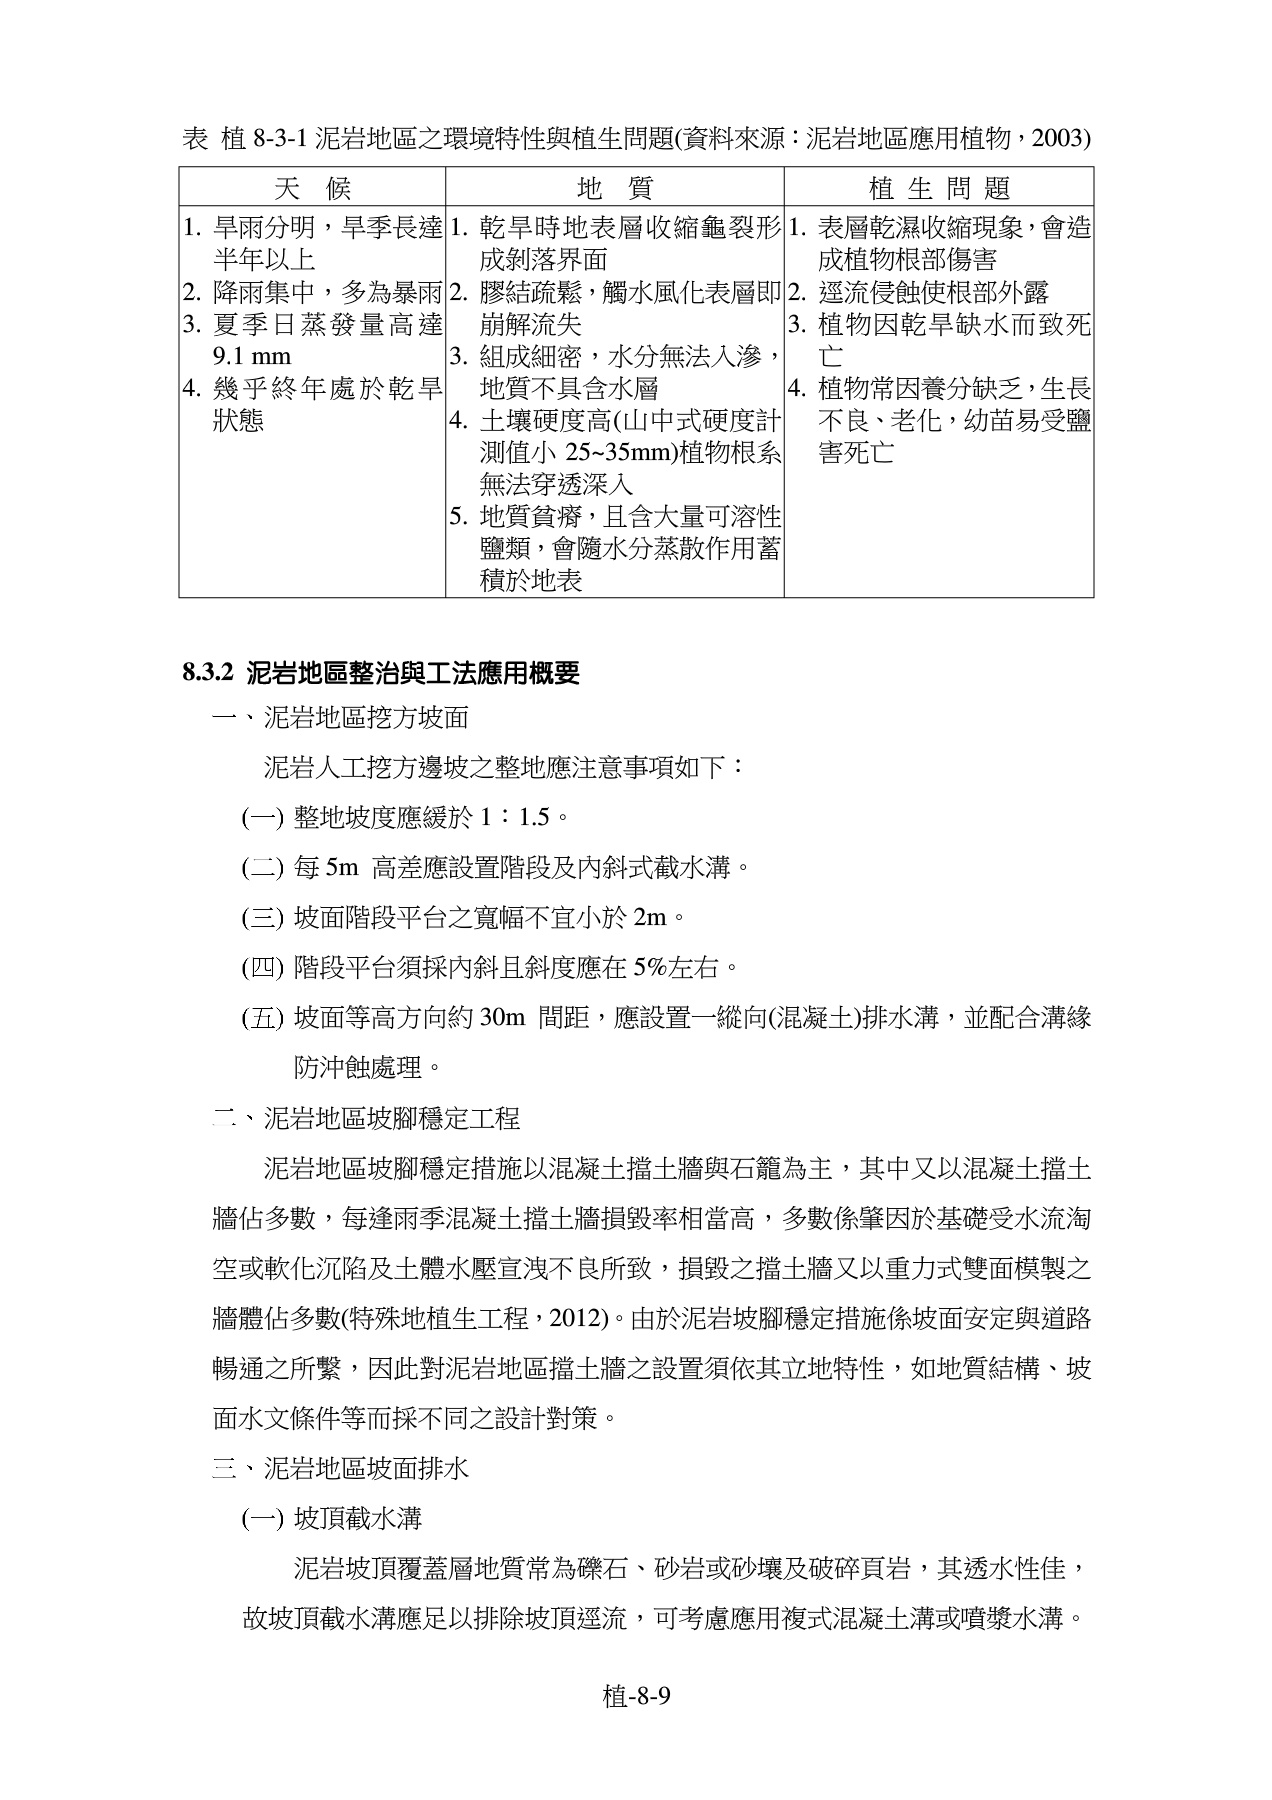 表 植 8-3-1 泥岩地區之環境特性與植生問題(資料來源：泥岩地區應用植物，2003)
天 候
地 質
植 生 問 題
1. 旱雨分明，旱季長達
半年以上
2. 降雨集中，多為暴雨
3. 夏季日蒸發量高達
9.1 mm
4. 幾乎終年處於乾旱
狀態
1. 乾旱時地表層收縮龜裂形
成剝落界面
2. 膠結疏鬆，觸水風化表層即
崩解流失
3. 組成細密，水分無法入滲，
地質不具含水層
4. 土壤硬度高(山中式硬度計
測值小 25~35mm)植物根系
無法穿透深入
5. 地質貧瘠，且含大量可溶性
鹽類，會隨水分蒸散作用蓄
積於地表
1. 表層乾濕收縮現象，會造
成植物根部傷害
2. 逕流侵蝕使根部外露
3. 植物因乾旱缺水而致死
亡
4. 植物常因養分缺乏，生長
不良、老化，幼苗易受鹽
害死亡
8.3.2 泥岩地區整治與工法應用概要
一、泥岩地區挖方坡面
泥岩人工挖方邊坡之整地應注意事項如下：
(一) 整地坡度應緩於 1：1.5。
(二) 每 5m 高差應設置階段及內斜式截水溝。
(三) 坡面階段平台之寬幅不宜小於 2m。
(四) 階段平台須採內斜且斜度應在 5%左右。
(五) 坡面等高方向約 30m 間距，應設置一縱向(混凝土)排水溝，並配合溝緣
防沖蝕處理。
二、泥岩地區坡腳穩定工程
泥岩地區坡腳穩定措施以混凝土擋土牆與石籠為主，其中又以混凝土擋土
牆佔多數，每逢雨季混凝土擋土牆損毀率相當高，多數係肇因於基礎受水流淘
空或軟化沉陷及土體水壓宣洩不良所致，損毀之擋土牆又以重力式雙面模製之
牆體佔多數(特殊地植生工程，2012)。由於泥岩坡腳穩定措施係坡面安定與道路
暢通之所繫，因此對泥岩地區擋土牆之設置須依其立地特性，如地質結構、坡
面水文條件等而採不同之設計對策。
三、泥岩地區坡面排水
(一) 坡頂截水溝
泥岩坡頂覆蓋層地質常為礫石、砂岩或砂壤及破碎頁岩，其透水性佳，
故坡頂截水溝應足以排除坡頂逕流，可考慮應用複式混凝土溝或噴漿水溝。
植-8-9